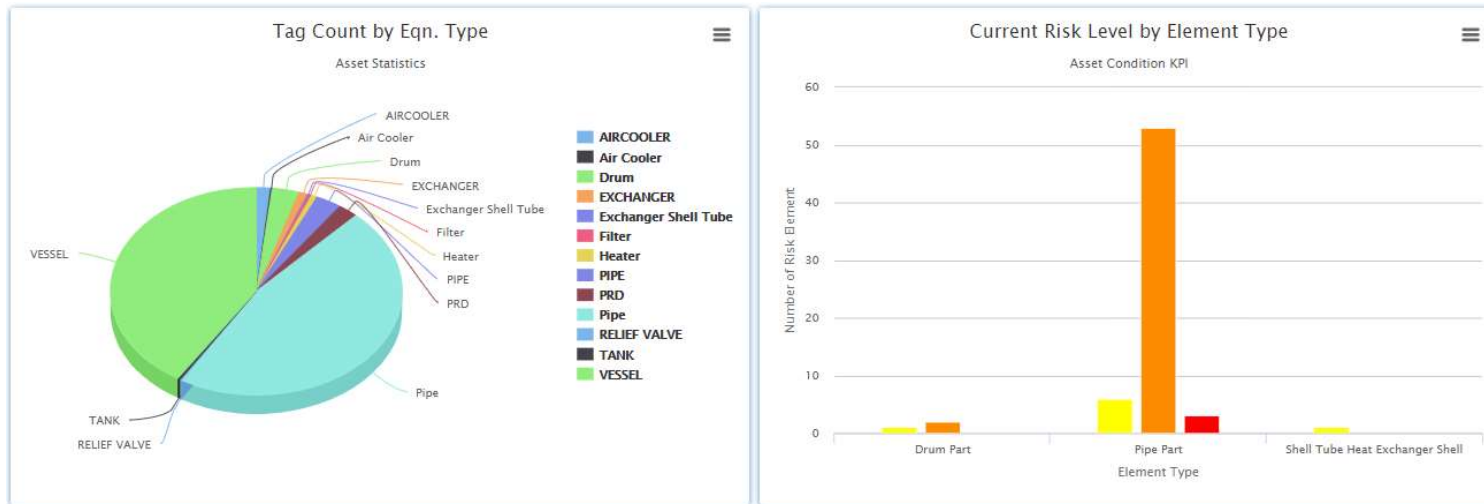 Tag Count by Eqn. Type
Asset Statistics
AIRCOOLER
Air Cooler
Drum
EXCHANGER
Exchanger Shell Tube
Filter
Heater
PIPE
PRD
Pipe
VESSEL
TANK
RELIEF VALVE
AIRCOOLER
Air Cooler
Drum
EXCHANGER
Exchanger Shell Tube
Filter
Heater
PIPE
PRD
Pipe
RELIEF VALVE
TANK
VESSEL
Current Risk Level by Element Type
Asset Condition KPI
Number of Risk Element
60
50
40
30
20
10
0
Drum Part
Pipe Part
Shell Tube Heat Exchanger Shell
Element Type